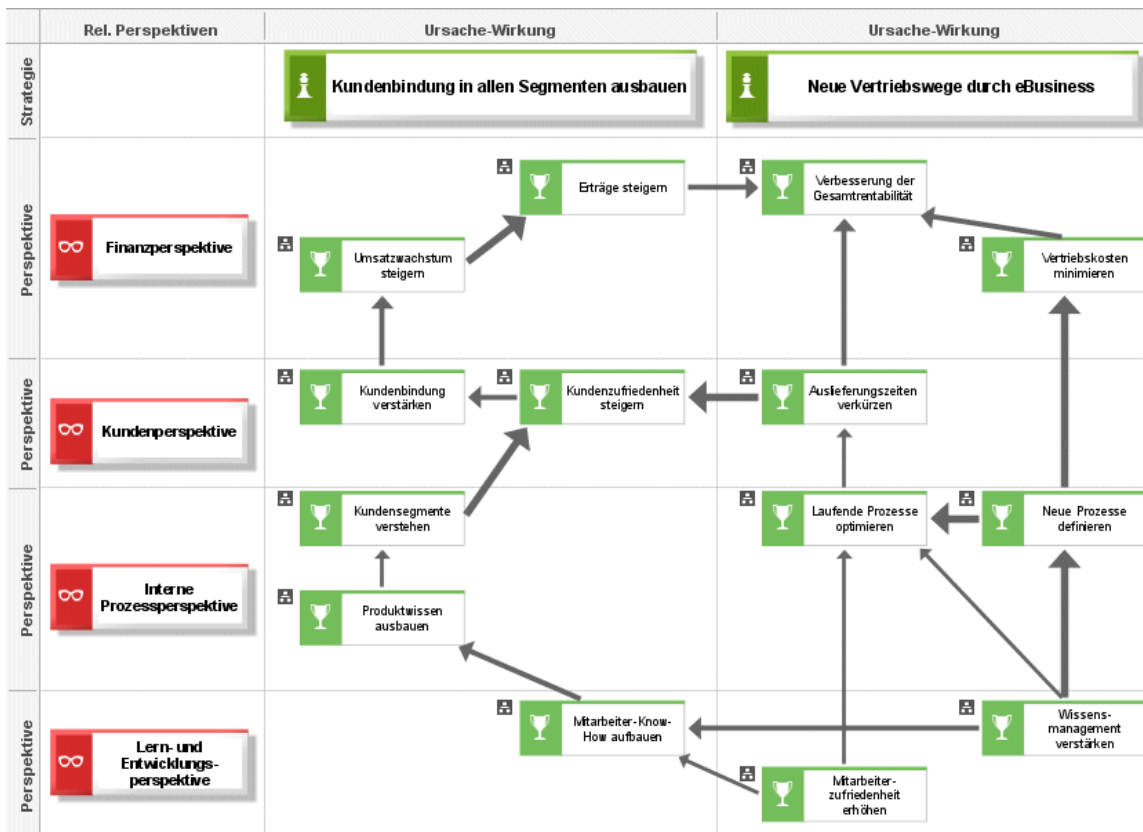 Rel. Perspektiven
Ursache-Wirkung
Ursache-Wirkung
Strategie
Kundenbindung in allen Segmenten ausbauen
Neue Vertriebswege durch eBusiness
Perspektive
Finanzperspektive
Erträge steigern
Verbesserung der
Gesamtrentabilität
Umsatzwachstum
steigern
Vertriebskosten
minimieren
Perspektive
Kundenperspektive
Kundenbindung
verstärken
Kundenzufriedenheit
steigern
Auslieferungszeiten
verkürzen
Perspektive
Interne
Prozessperspektive
Kundensegmente
verstehen
Laufende Prozesse
optimieren
Neue Prozesse
definieren
Produktwissen
ausbauen
Perspektive
Lern- und
Entwicklungs-
perspektive
Mitarbeiter-Know-
How aufbauen
Wissens-
management
verstärken
Mitarbeiter-
zufriedenheit
erhöhen